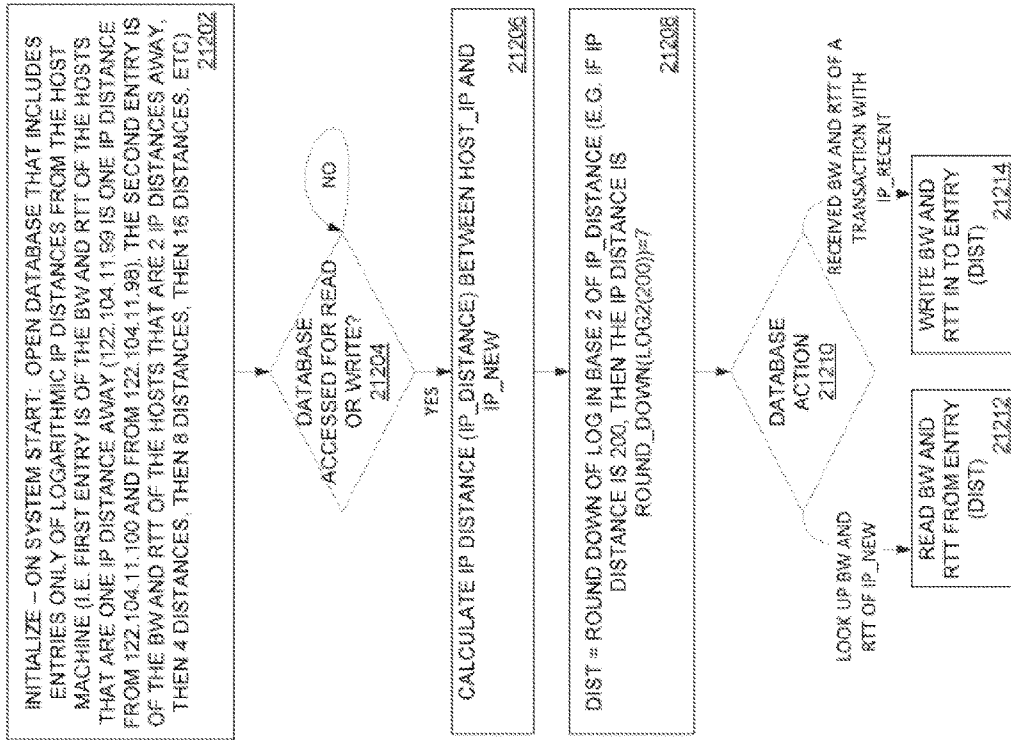 INITIALIZE – ON SYSTEM START: OPEN DATABASE THAT INCLUDES
ENTRIES ONLY OF LOGARITHMIC IP DISTANCES FROM THE HOST
MACHINE (I.E. FIRST ENTRY IS OF THE BW AND RTT OF THE HOSTS
THAT ARE ONE IP DISTANCE AWAY (122.104.11.99 IS ONE IP DISTANCE
FROM 122.104.11.100 AND FROM 122.104.11.98), THE SECOND ENTRY IS
OF THE BW AND RTT OF THE HOSTS THAT ARE 2 IP DISTANCES AWAY,
THEN 4 DISTANCES, THEN 8 DISTANCES, THEN 16 DISTANCES, ETC)
21202
DATABASE
ACCESSED FOR READ
OR WRITE?
21204
NO
YES
CALCULATE IP DISTANCE (IP_DISTANCE) BETWEEN HOST_IP AND
IP_NEW
21206
DIST = ROUND DOWN OF LOG IN BASE 2 OF IP_DISTANCE (E.G. IF IP
DISTANCE IS 200, THEN THE IP DISTANCE IS
ROUND_DOWN(LOG2(200))=7
21208
DATABASE
ACTION
21210
LOOK UP BW AND
RTT OF IP_NEW
RECEIVED BW AND RTT OF A
TRANSACTION WITH
IP_RECENT
READ BW AND
RTT FROM ENTRY
(DIST)
21212
WRITE BW AND
RTT IN TO ENTRY
(DIST)
21214